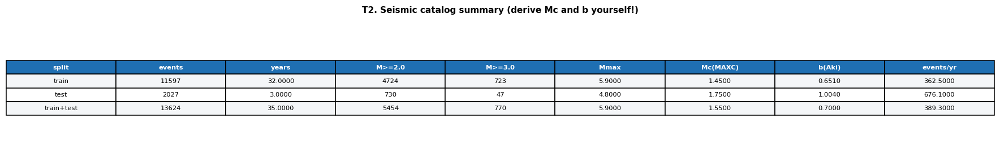 T2. Seismic catalog summary (derive Mc and b yourself!)
split events years M>=2.0 M>=3.0 Mmax Mc(MAXC) b(Aki) events/yr
train 11597 32.0000 4724 723 5.9000 1.4500 0.6510 362.5000
test 2027 3.0000 730 47 4.8000 1.7500 1.0040 676.1000
train+test 13624 35.0000 5454 770 5.9000 1.5500 0.7000 389.3000